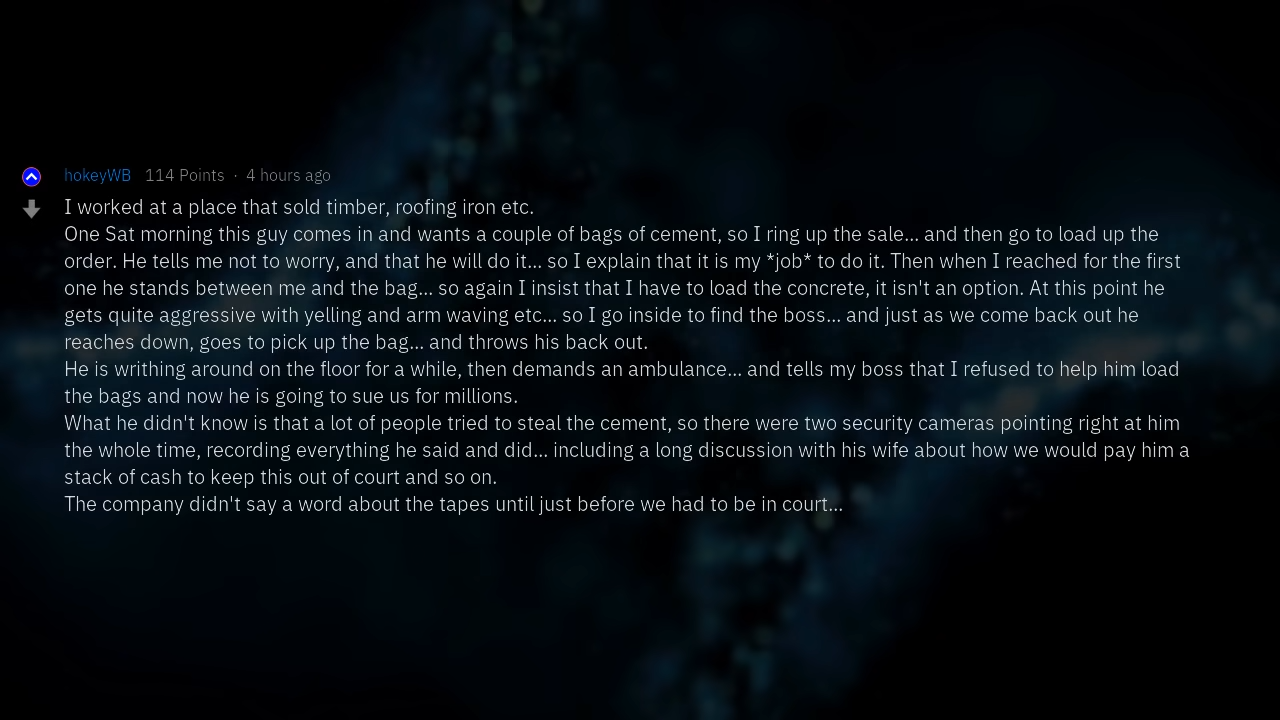 hokeyWB 114 Points · 4 hours ago
I worked at a place that sold timber, roofing iron etc.
One Sat morning this guy comes in and wants a couple of bags of cement, so I ring up the sale... and then go to load up the
order. He tells me not to worry, and that he will do it... so I explain that it is my *job* to do it. Then when I reached for the first
one he stands between me and the bag... so again I insist that I have to load the concrete, it isn't an option. At this point he
gets quite aggressive with yelling and arm waving etc... so I go inside to find the boss... and just as we come back out he
reaches down, goes to pick up the bag... and throws his back out.
He is writhing around on the floor for a while, then demands an ambulance... and tells my boss that I refused to help him load
the bags and now he is going to sue us for millions.
What he didn't know is that a lot of people tried to steal the cement, so there were two security cameras pointing right at him
the whole time, recording everything he said and did... including a long discussion with his wife about how we would pay him a
stack of cash to keep this out of court and so on.
The company didn't say a word about the tapes until just before we had to be in court...